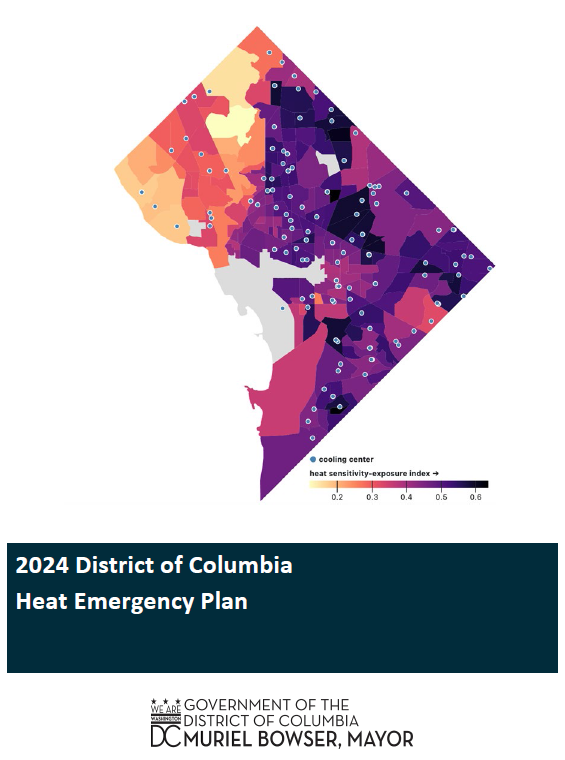 cooling center
heat sensitivity-exposure index →
0.2 0.3 0.4 0.5 0.6
2024 District of Columbia
Heat Emergency Plan
WE ARE
WASHINGTON
DC
GOVERNMENT OF THE
DISTRICT OF COLUMBIA
MURIEL BOWSER, MAYOR